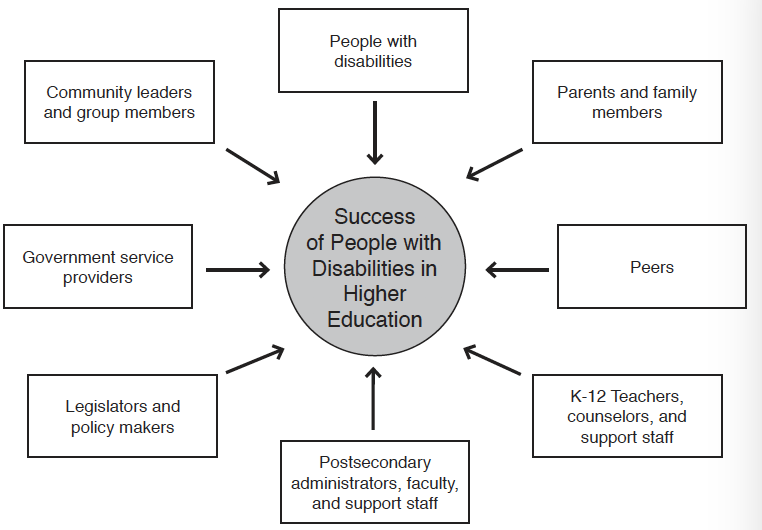 People with
disabilities
Community leaders
and group members
Parents and family
members
Success
of People with
Disabilities in
Higher
Education
Government service
providers
Peers
Legislators and
policy makers
K-12 Teachers,
counselors, and
support staff
Postsecondary
administrators, faculty,
and support staff